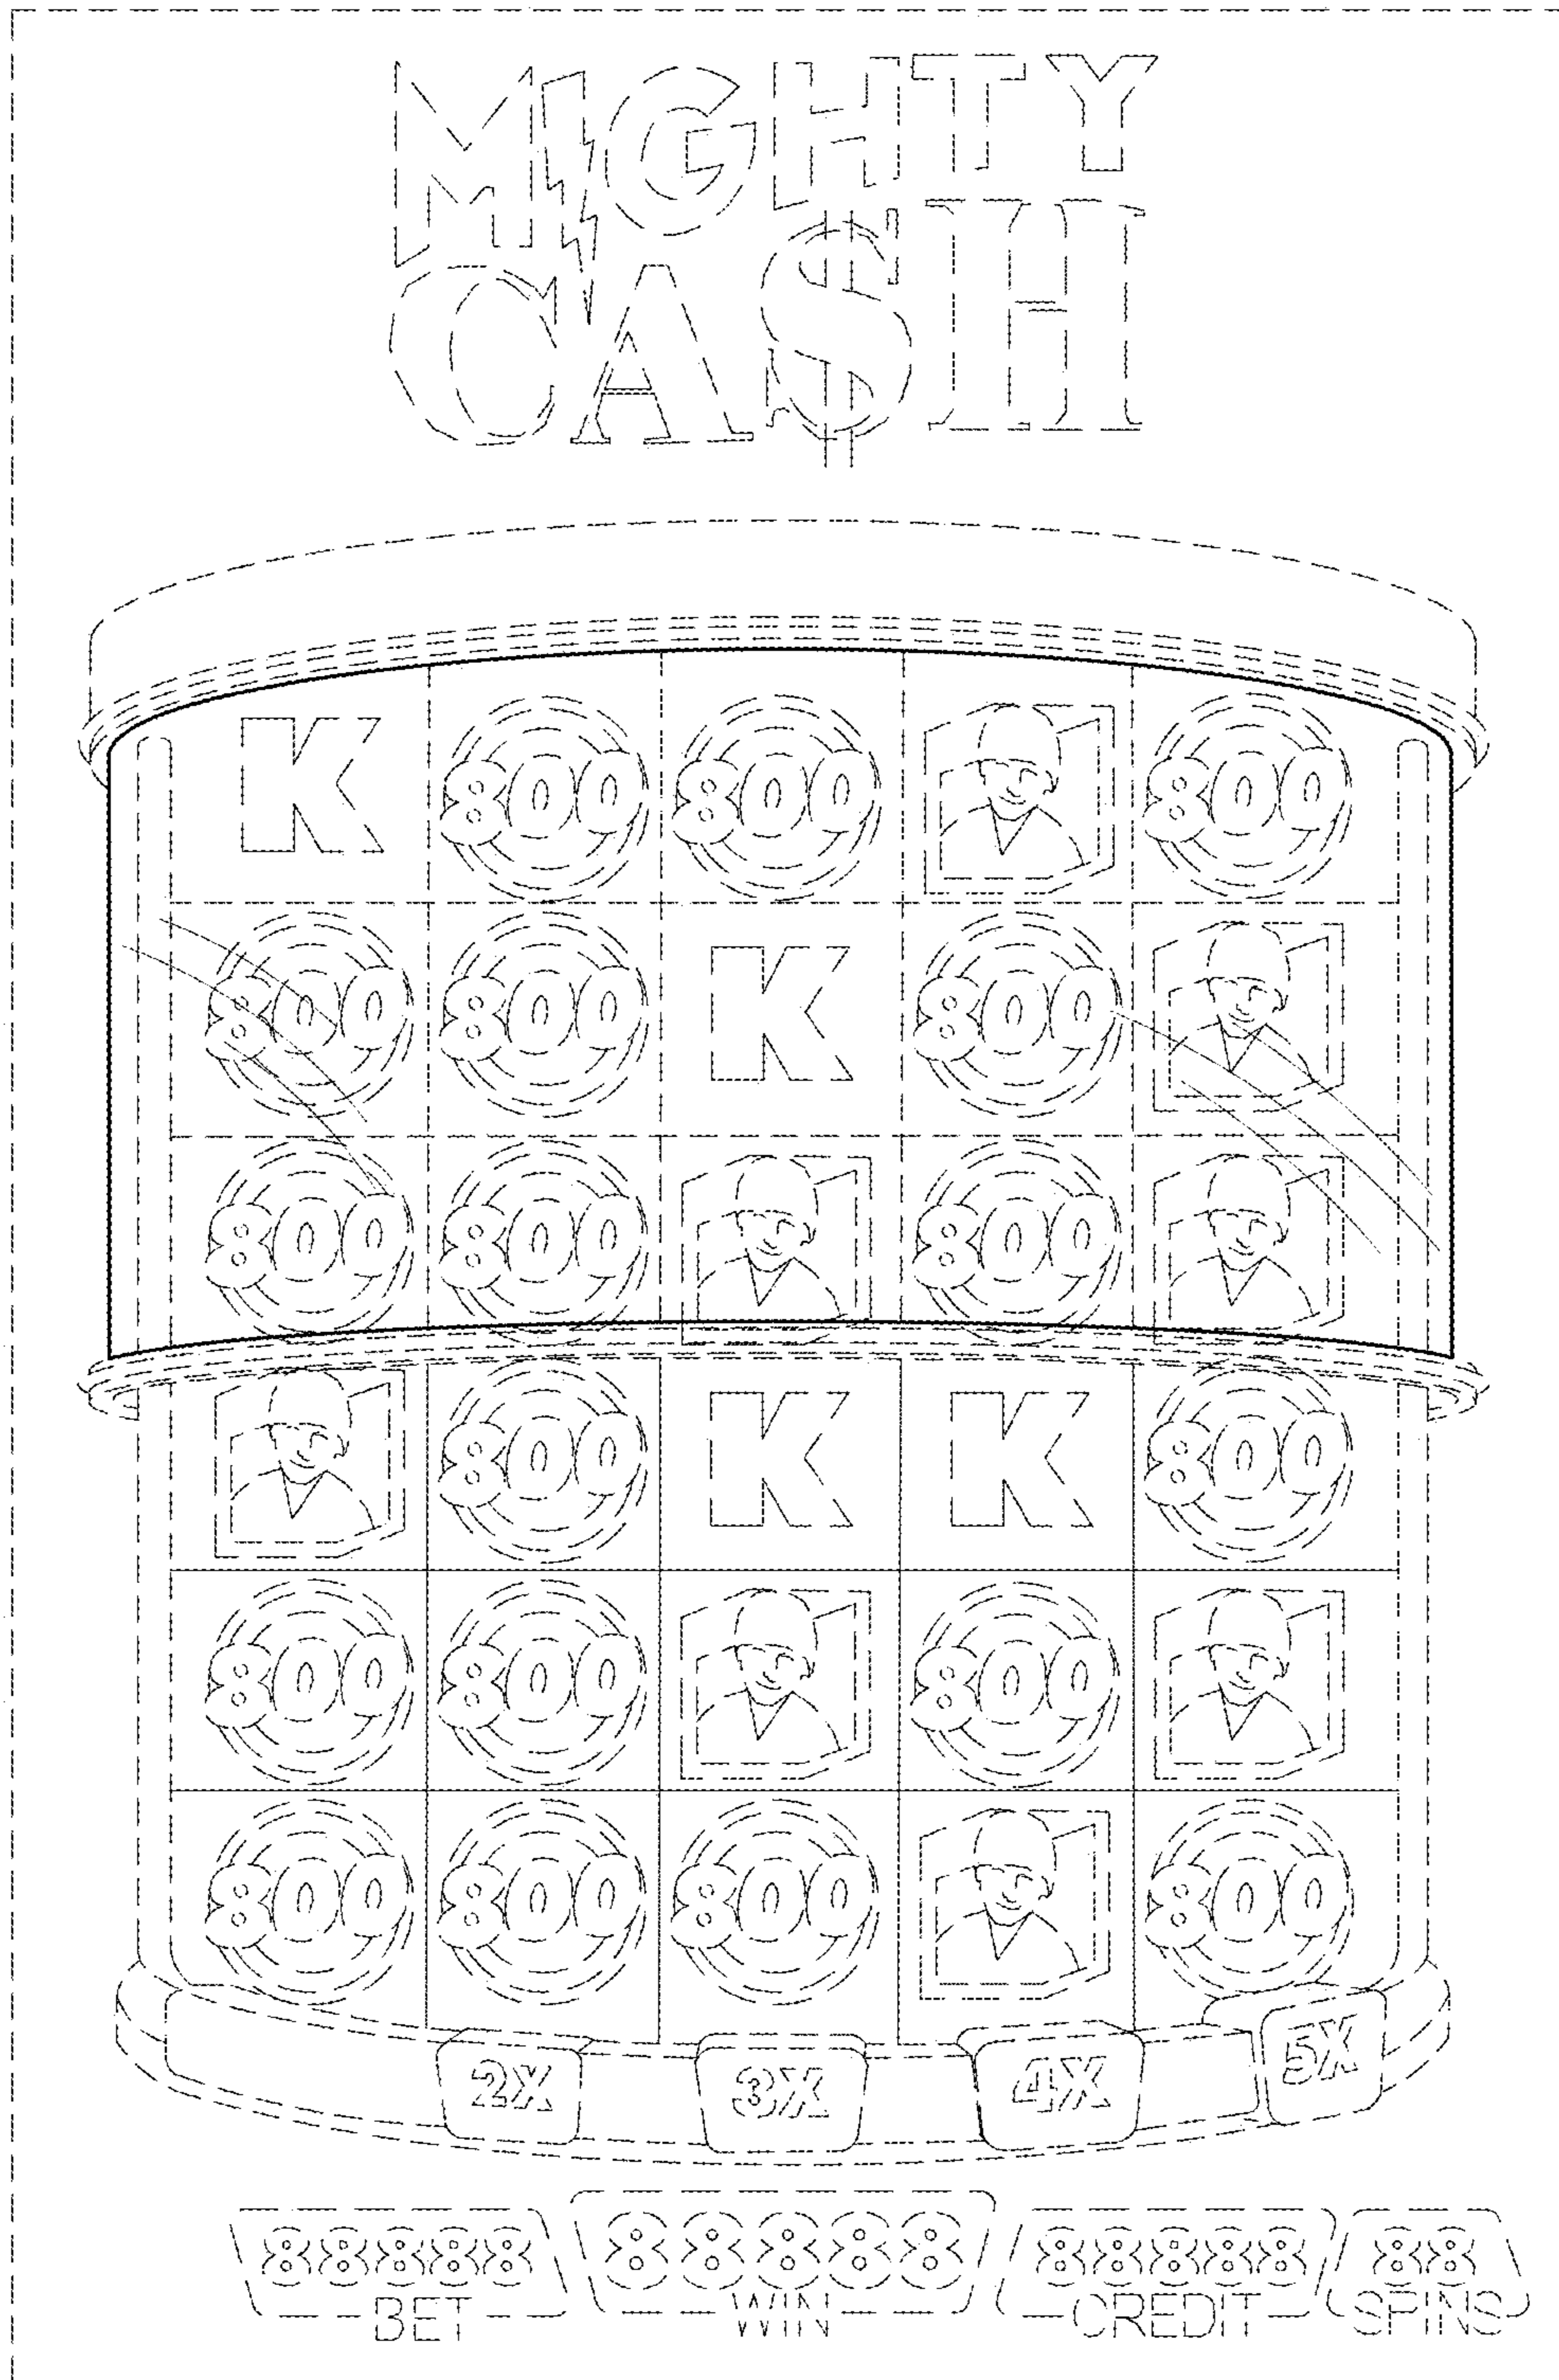 MIGHTY
CA$H
K 800 800 800
800 800 K 800
800 800 800
800 K K 800
800 800 800
800 800 800 800
2X 3X 4X 5X
88888 88888 88888 88
BET WIN CREDIT SPINS